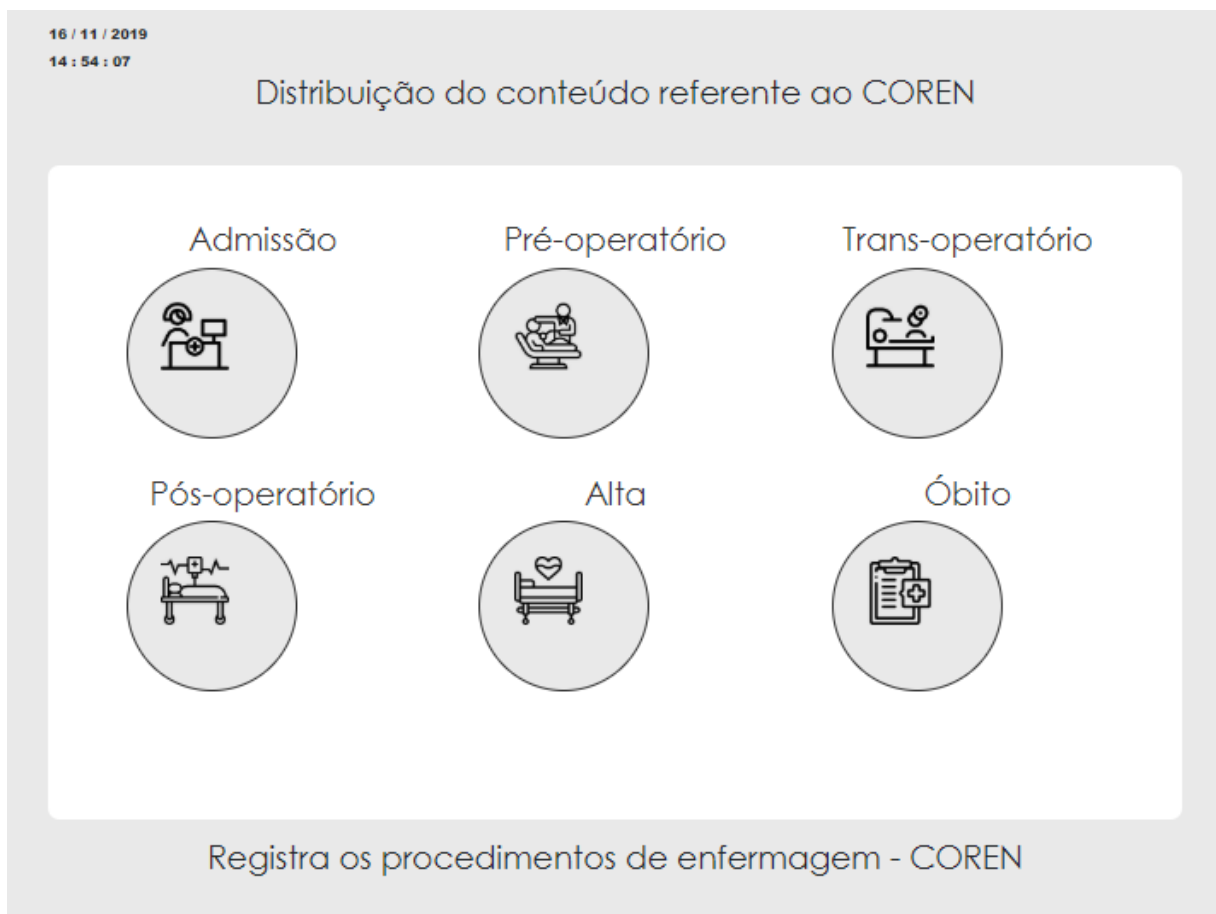 16 / 11 / 2019
14 : 54 : 07
Distribuição do conteúdo referente ao COREN
Admissão
Pré-operatório
Trans-operatório
Pós-operatório
Alta
Óbito
Registra os procedimentos de enfermagem - COREN